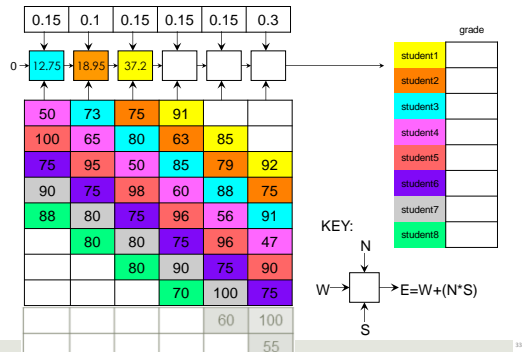 0.15 0.1 0.15 0.15 0.15 0.3
grade
0 12.75 18.95 37.2
student1
student2
student3
student4
student5
student6
student7
student8
50 73 75 91
100 65 80 63 85
75 95 50 85 79 92
90 75 98 60 88 75
88 80 75 96 56 91
80 80 75 96 47
80 90 75 90
70 100 75
60 100
55
KEY:
N
W E=W+(N*S)
S
33